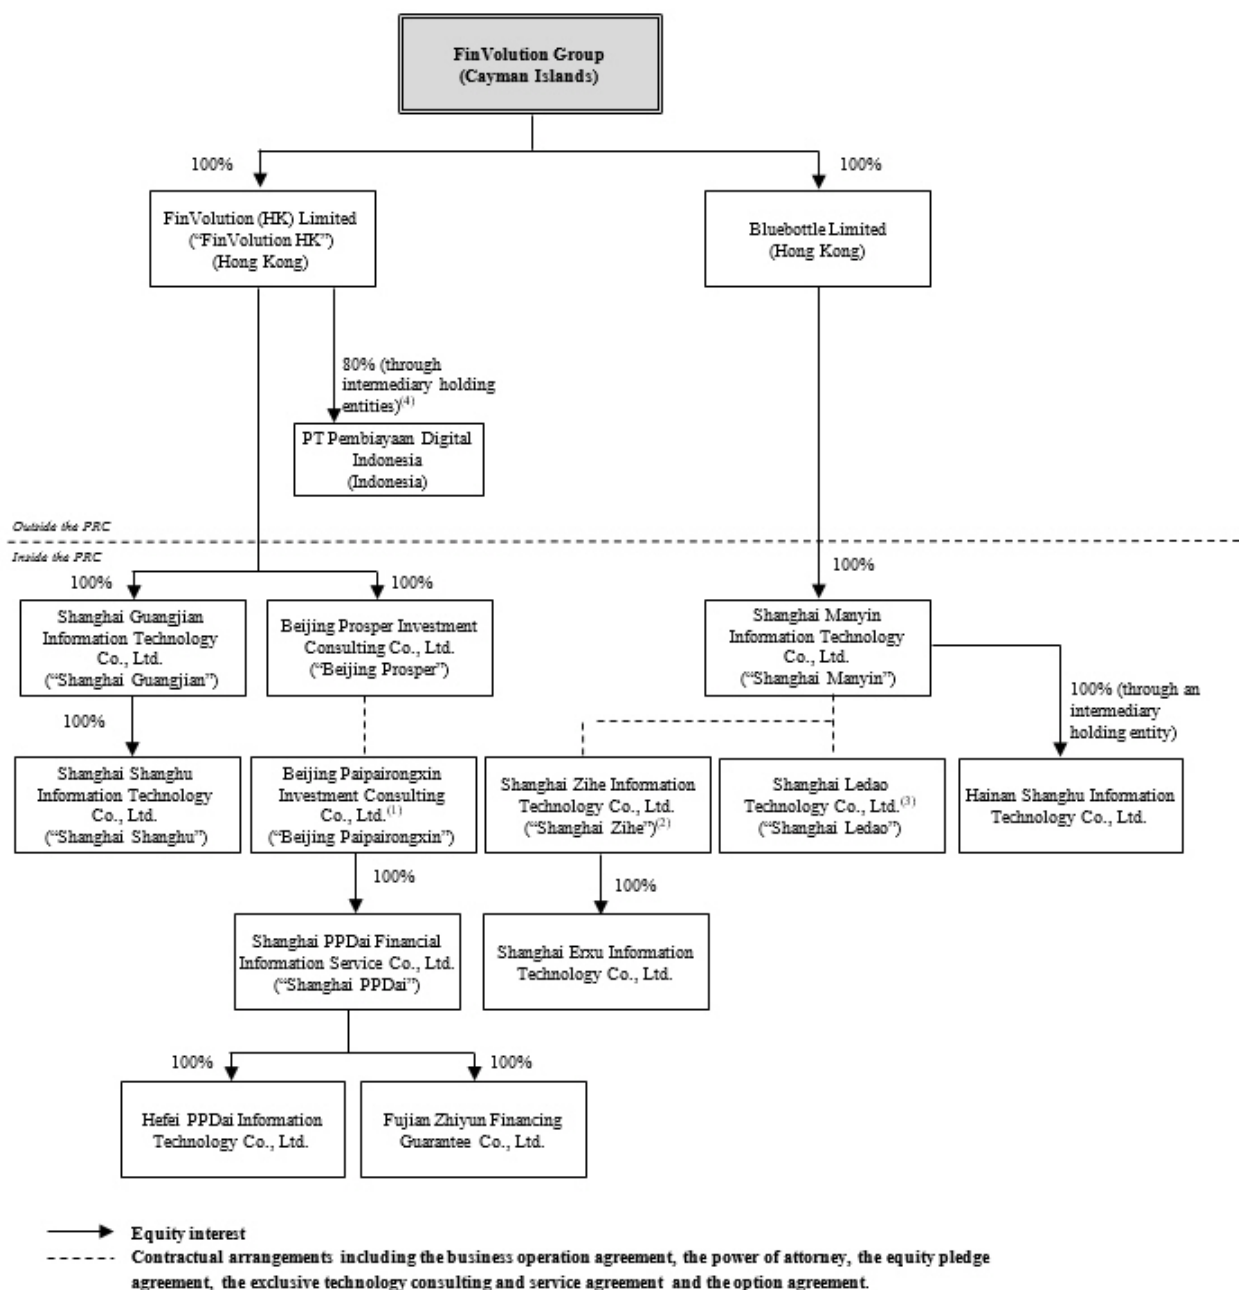 FinVolution Group
(Cayman Islands)
100%
100%
FinVolution (HK) Limited
(“FinVolution HK”)
(Hong Kong)
Bluebottle Limited
(Hong Kong)
80% (through
intermediary holding
entities)(4)
PT Pembiayaan Digital
Indonesia
(Indonesia)
Outside the PRC
Inside the PRC
100%
100%
100%
Shanghai Guangjian
Information Technology
Co., Ltd.
(“Shanghai Guangjian”)
Beijing Prosper Investment
Consulting Co., Ltd.
(“Beijing Prosper”)
Shanghai Manyin
Information Technology
Co., Ltd.
(“Shanghai Manyin”)
100%
100% (through an
intermediary
holding entity)
Shanghai Shanghu
Information Technology
Co., Ltd.
(“Shanghai Shanghu”)
Beijing Paipairongxin
Investment Consulting
Co., Ltd.(1)
(“Beijing Paipairongxin”)
Shanghai Zihe Information
Technology Co., Ltd.
(“Shanghai Zihe”)(2)
Shanghai Ledao
Technology Co., Ltd.(3)
(“Shanghai Ledao”)
Hainan Shanghu Information
Technology Co., Ltd.
100%
100%
Shanghai PPDai Financial
Information Service Co., Ltd.
(“Shanghai PPDai”)
Shanghai Erxu Information
Technology Co., Ltd.
100%
100%
Hefei PPDai Information
Technology Co., Ltd.
Fujian Zhiyun Financing
Guarantee Co., Ltd.
Equity interest
Contractual arrangements including the business operation agreement, the power of attorney, the equity pledge
agreement, the exclusive technology consulting and service agreement and the option agreement.